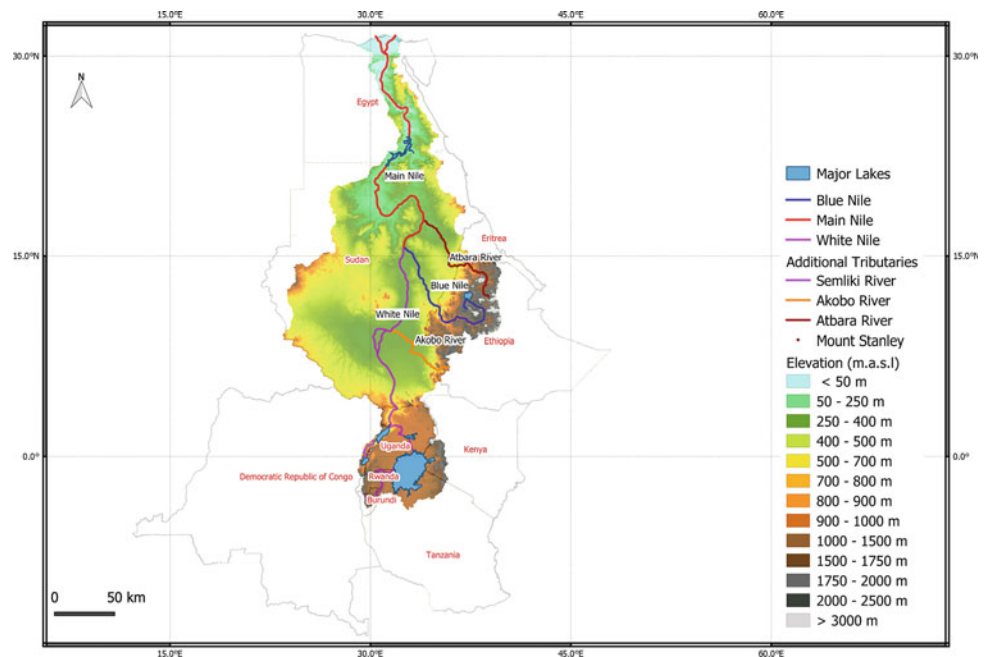 15.0°E 30.0°E 45.0°E 60.0°E
30.0°N 30.0°N
N
Egypt
Main Nile
Major Lakes
Blue Nile
Main Nile
White Nile
Additional Tributaries
Semliki River
Akobo River
Atbara River
Mount Stanley
Elevation (m.a.s.l)
< 50 m
50 - 250 m
250 - 400 m
400 - 500 m
500 - 700 m
700 - 800 m
800 - 900 m
900 - 1000 m
1000 - 1500 m
1500 - 1750 m
1750 - 2000 m
2000 - 2500 m
> 3000 m
Eritrea
15.0°N 15.0°N
Sudan
Atbara River
Blue Nile
White Nile
Akobo River
Ethiopia
Uganda
Kenya
0.0° 0.0°
Democratic Republic of Congo
Rwanda
Burundi
Tanzania
0 50 km
15.0°E 30.0°E 45.0°E 60.0°E